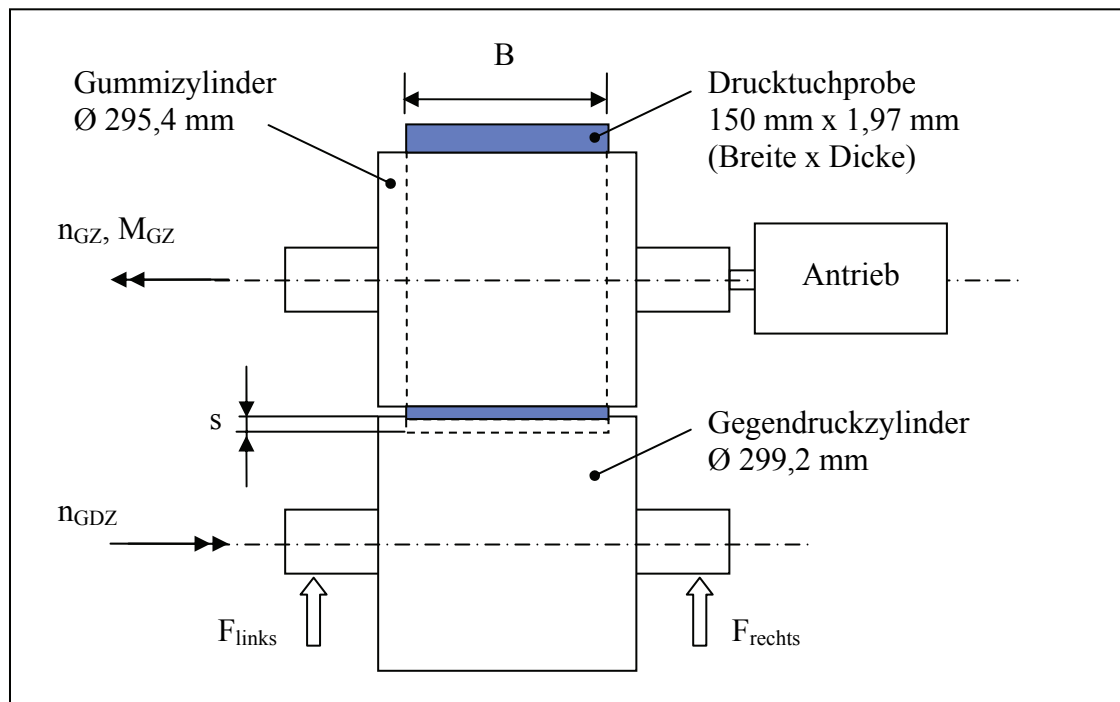 B
Gummizylinder
Ø 295,4 mm
Drucktuchprobe
150 mm x 1,97 mm
(Breite x Dicke)
nGZ, MGZ
Antrieb
s
Gegendruckzylinder
Ø 299,2 mm
nGDZ
Flinks
Frechts